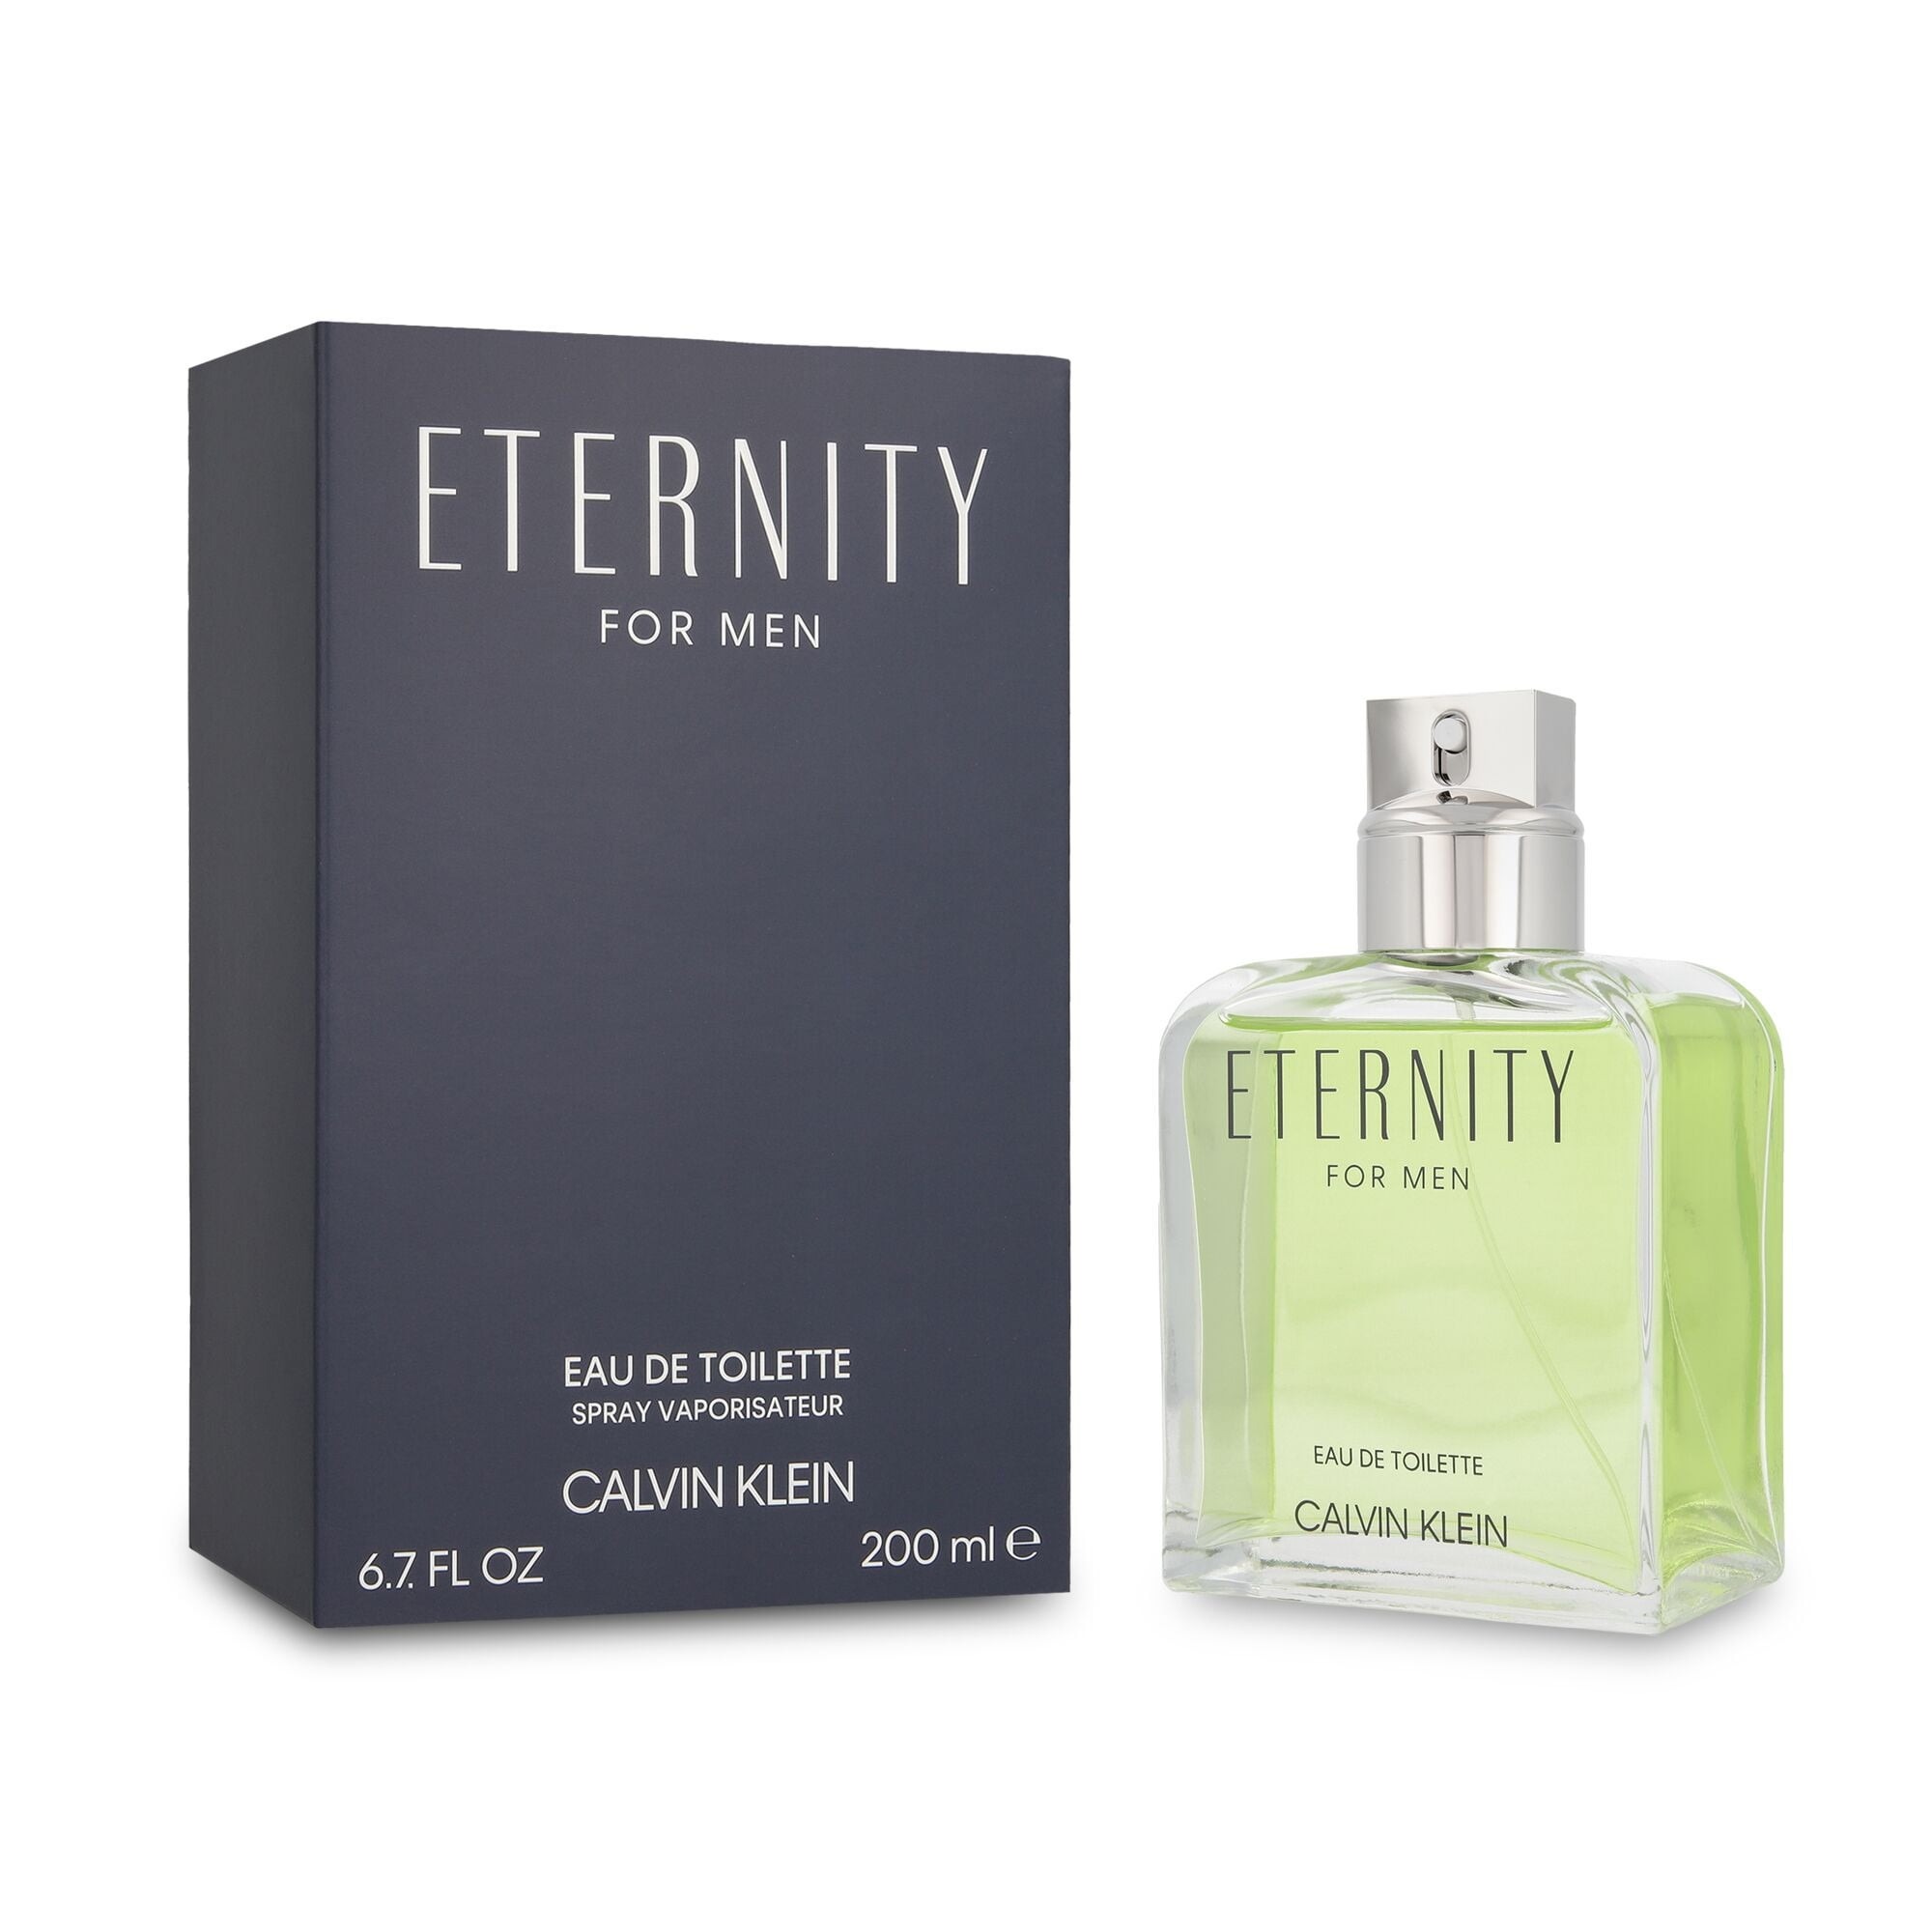 ETERNITY
FOR MEN
EAU DE TOILETTE
SPRAY VAPORISATEUR
CALVIN KLEIN
6.7. FL OZ
200 ml ℮
ETERNITY
FOR MEN
EAU DE TOILETTE
CALVIN KLEIN